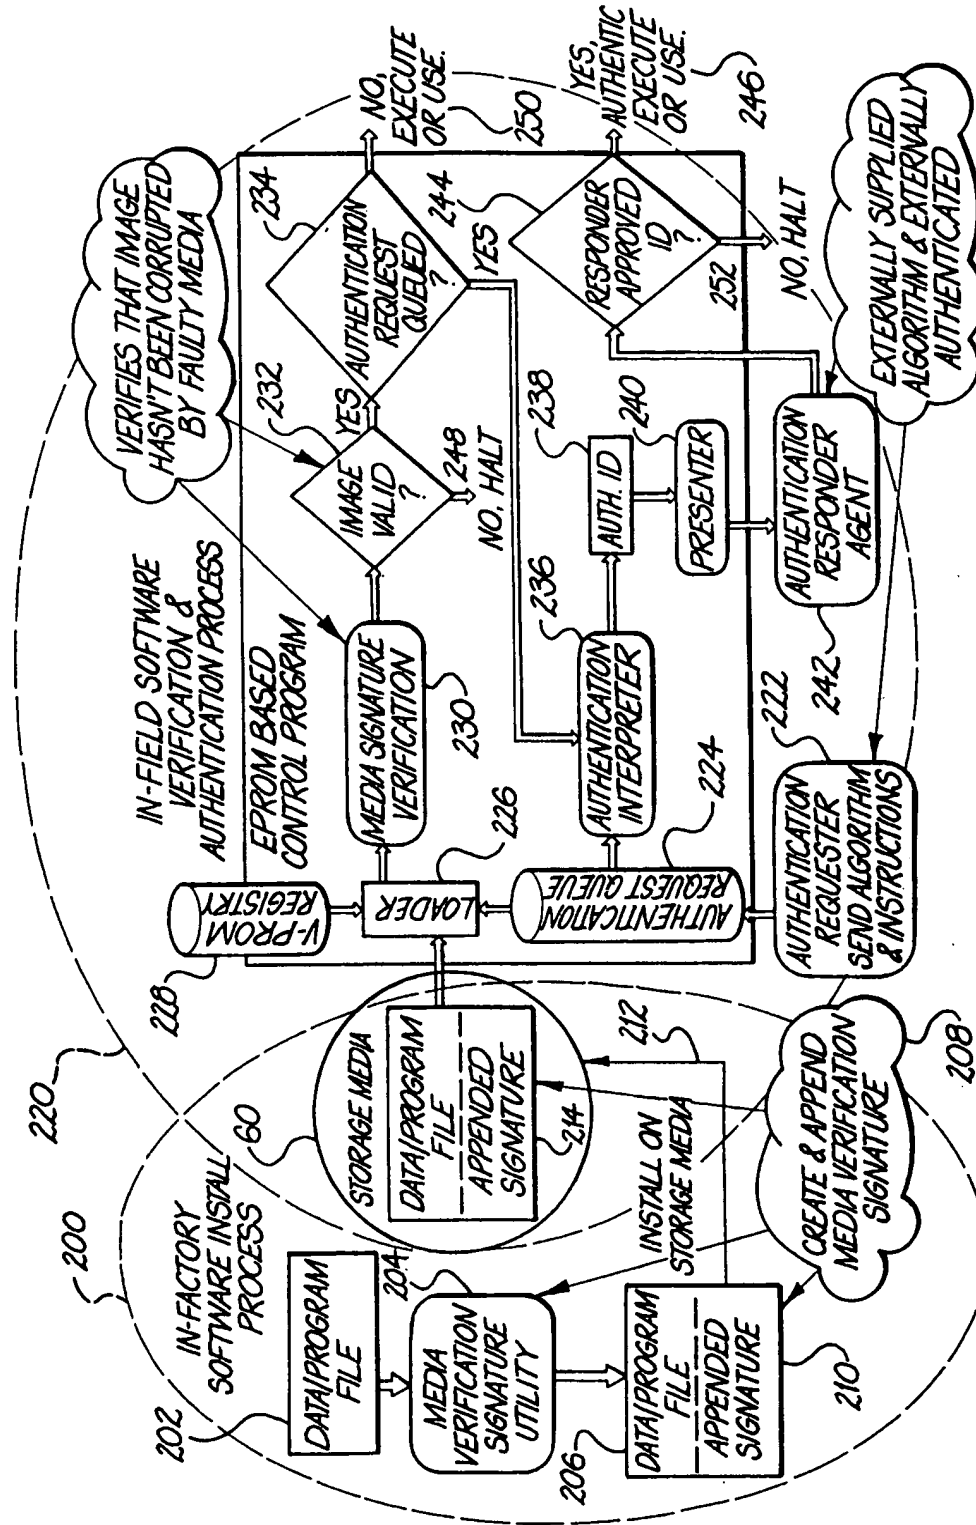 200
IN-FACTORY
SOFTWARE INSTALL
PROCESS
202
DATA/PROGRAM
FILE
204
MEDIA
VERIFICATION
SIGNATURE
UTILITY
206
DATA/PROGRAM
FILE
APPENDED
SIGNATURE
210
220
60
STORAGE MEDIA
DATA/PROGRAM
FILE
APPENDED
SIGNATURE
214
INSTALL ON
STORAGE MEDIA
212
CREATE & APPEND
MEDIA VERIFICATION
SIGNATURE
208
IN-FIELD SOFTWARE
VERIFICATION &
AUTHENTICATION PROCESS
EPROM BASED
CONTROL PROGRAM
228
V-PROM
REGISTRY
LOADER
226
AUTHENTICATION
REQUEST QUEUE
224
AUTHENTICATION
REQUESTER
SEND ALGORITHM
& INSTRUCTIONS
222
MEDIA SIGNATURE
VERIFICATION
230
VERIFIES THAT IMAGE
HASN'T BEEN CORRUPTED
BY FAULTY MEDIA
232
IMAGE
VALID
?
YES
248
NO, HALT
234
AUTHENTICATION
REQUEST
QUEUED
?
YES
NO,
EXECUTE
OR USE.
250
236
AUTHENTICATION
INTERPRETER
238
AUTH. ID
240
PRESENTER
AUTHENTICATION
RESPONDER
AGENT
242
244
RESPONDER
APPROVED
ID
?
YES,
AUTHENTIC
EXECUTE
OR USE.
246
252
NO, HALT
EXTERNALLY SUPPLIED
ALGORITHM & EXTERNALLY
AUTHENTICATED